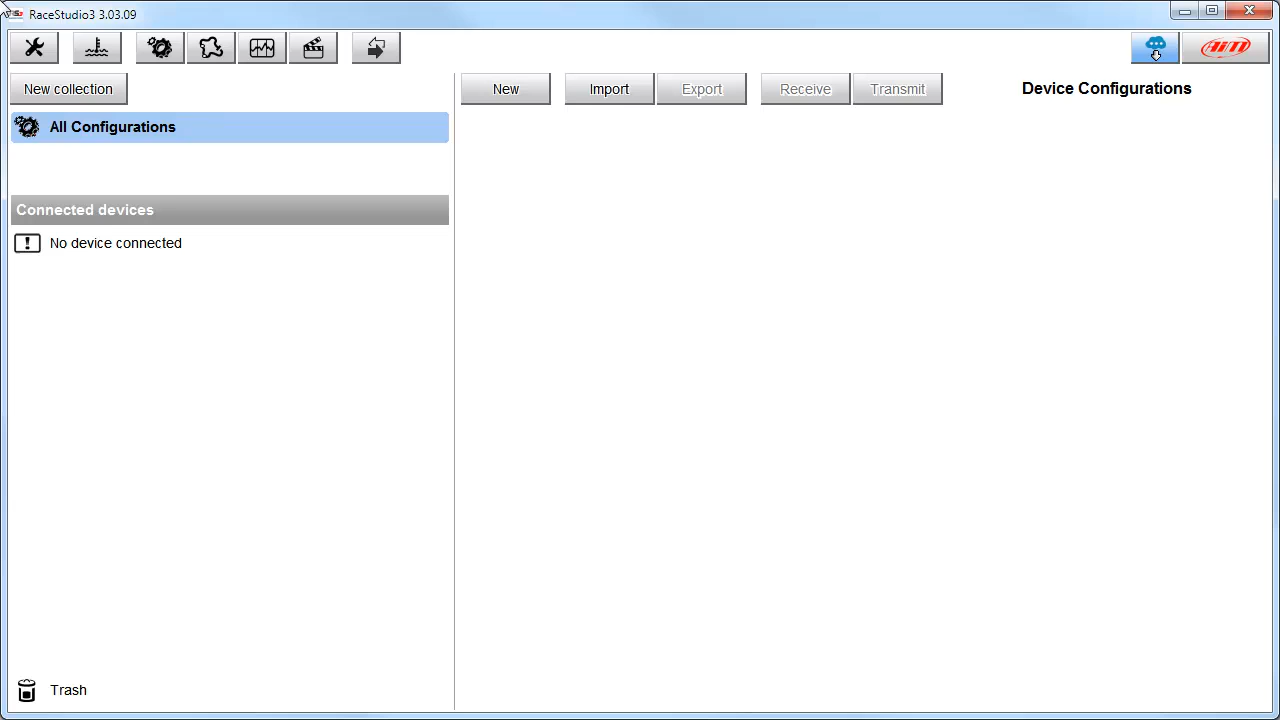 RaceStudio3 3.03.09
AiM
New collection
New
Import
Export
Receive
Transmit
Device Configurations
All Configurations
Connected devices
No device connected
Trash